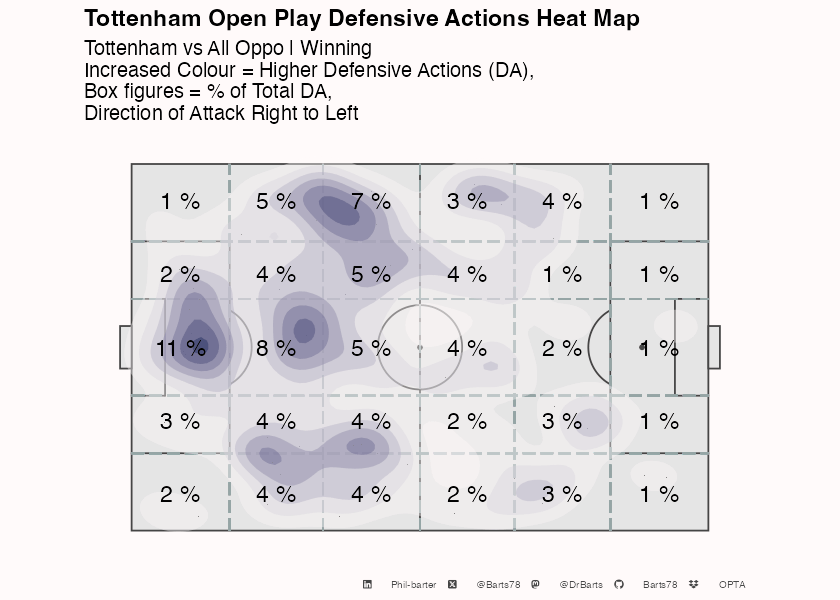 Tottenham Open Play Defensive Actions Heat Map
Tottenham vs All Oppo I Winning
Increased Colour = Higher Defensive Actions (DA),
Box figures = % of Total DA,
Direction of Attack Right to Left
1 % 5 % 7 % 3 % 4 % 1 %
2 % 4 % 5 % 4 % 1 % 1 %
11 % 8 % 5 % 4 % 2 % 1 %
3 % 4 % 4 % 2 % 3 % 1 %
2 % 4 % 4 % 2 % 3 % 1 %
Phil-barter @Barts78 @DrBarts Barts78 OPTA